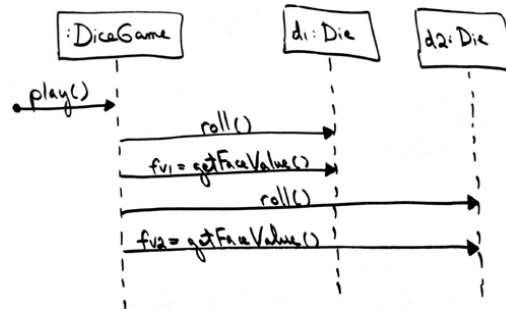 :DiceGame
d1:Die
d2:Die
play()
roll()
fv1=getFaceValue()
roll()
fv2=getFaceValue()